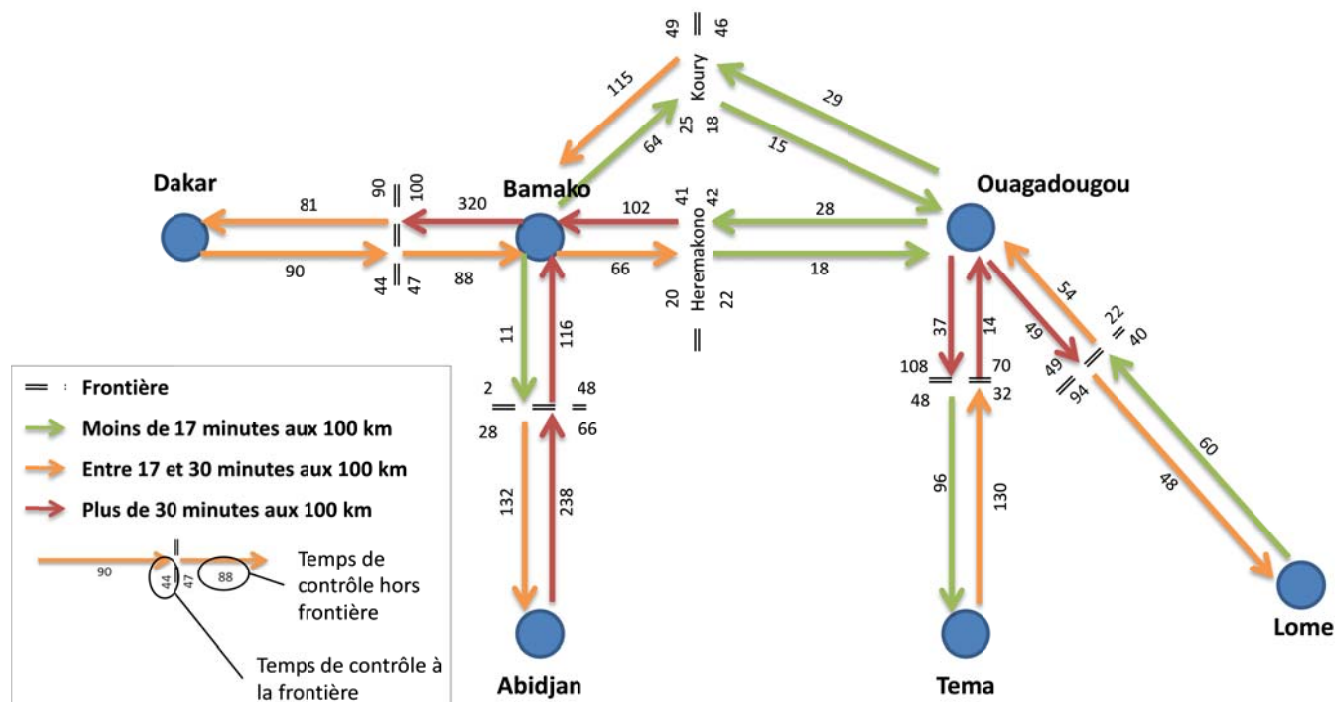 49 46
Koury
115
29
64
25 18
15
Dakar
Bamako
Ouagadougou
90 100
41 42
81
320
102
28
90
88
66
18
44 47
Heremakono
20 22
11
116
37
14
49
54
22
40
2
48
108
70
49
94
28
66
48
32
132
238
96
130
60
48
Frontière
Moins de 17 minutes aux 100 km
Entre 17 et 30 minutes aux 100 km
Plus de 30 minutes aux 100 km
90
44
47
88
Temps de
contrôle hors
frontière
Temps de contrôle à
la frontière
Abidjan
Tema
Lome